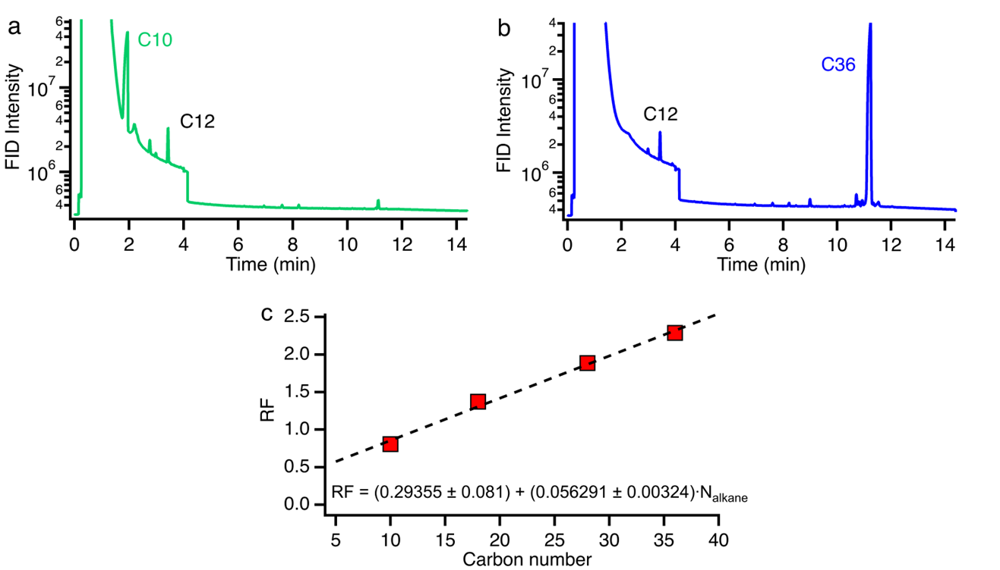 a
6
4
2
10⁷
6
4
2
10⁶
6
4
FID Intensity
C10
C12
0 2 4 6 8 10 12 14
Time (min)
b
4
2
10⁷
6
4
2
10⁶
6
4
FID Intensity
C12
C36
0 2 4 6 8 10 12 14
Time (min)
c
2.5
2.0
1.5
1.0
0.5
0.0
RF
RF = (0.29355 ± 0.081) + (0.056291 ± 0.00324)·Nalkane
5 10 15 20 25 30 35 40
Carbon number